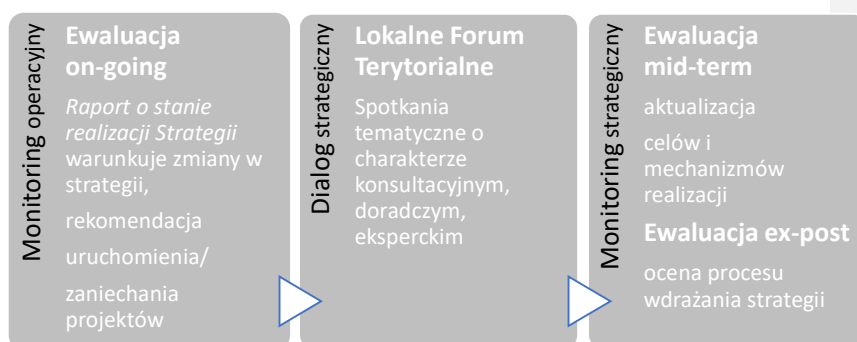 Monitoring operacyjny
Ewaluacja
on-going
Raport o stanie
realizacji Strategii
warunkuje zmiany w
strategii,
rekomendacja
uruchomienia/
zaniechania
projektów
Dialog strategiczny
Lokalne Forum
Terytorialne
Spotkania
tematyczne o
charakterze
konsultacyjnym,
doradczym,
eksperckim
Monitoring strategiczny
Ewaluacja
mid-term
aktualizacja
celów i
mechanizmów
realizacji
Ewaluacja ex-post
ocena procesu
wdrażania strategii